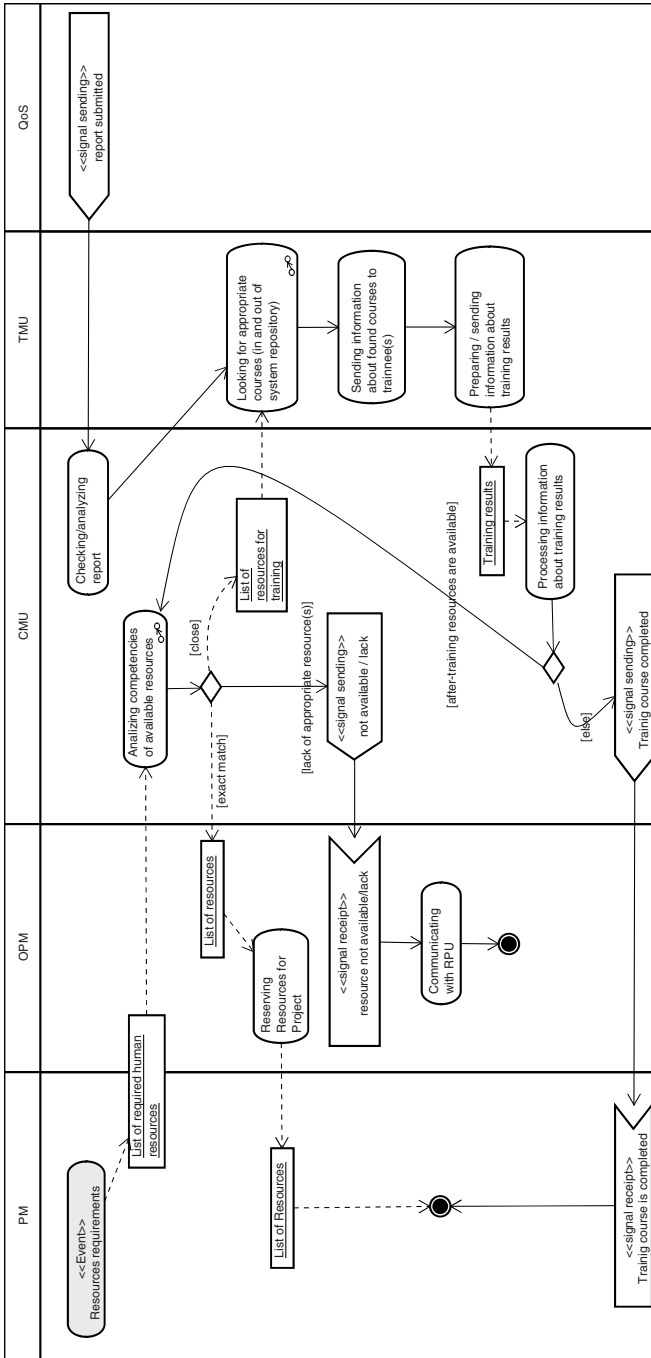 PM
OPM
CMU
TMU
QoS
<<Event>>
Resources requirements
List of required human
resources
Analizing competencies
of available resources
Checking/analyzing
report
<<signal sending>>
report submitted
[exact match]
[close]
[lack of appropriate resource(s)]
List of resources
Reserving
Resources for
Project
List of Resources
List of
resources for
training
Looking for appropriate
courses (in and out of
system repository)
<<signal sending>>
not available / lack
<<signal receipt>>
resource not available/lack
Communicating
with RPU
Sending information
about found courses to
trainnee(s)
Preparing / sending
information about
training results
Training results
Processing information
about training results
[after-training resources are available]
[else]
<<signal sending>>
Trainig course completed
<<signal receipt>>
Trainig course is completed